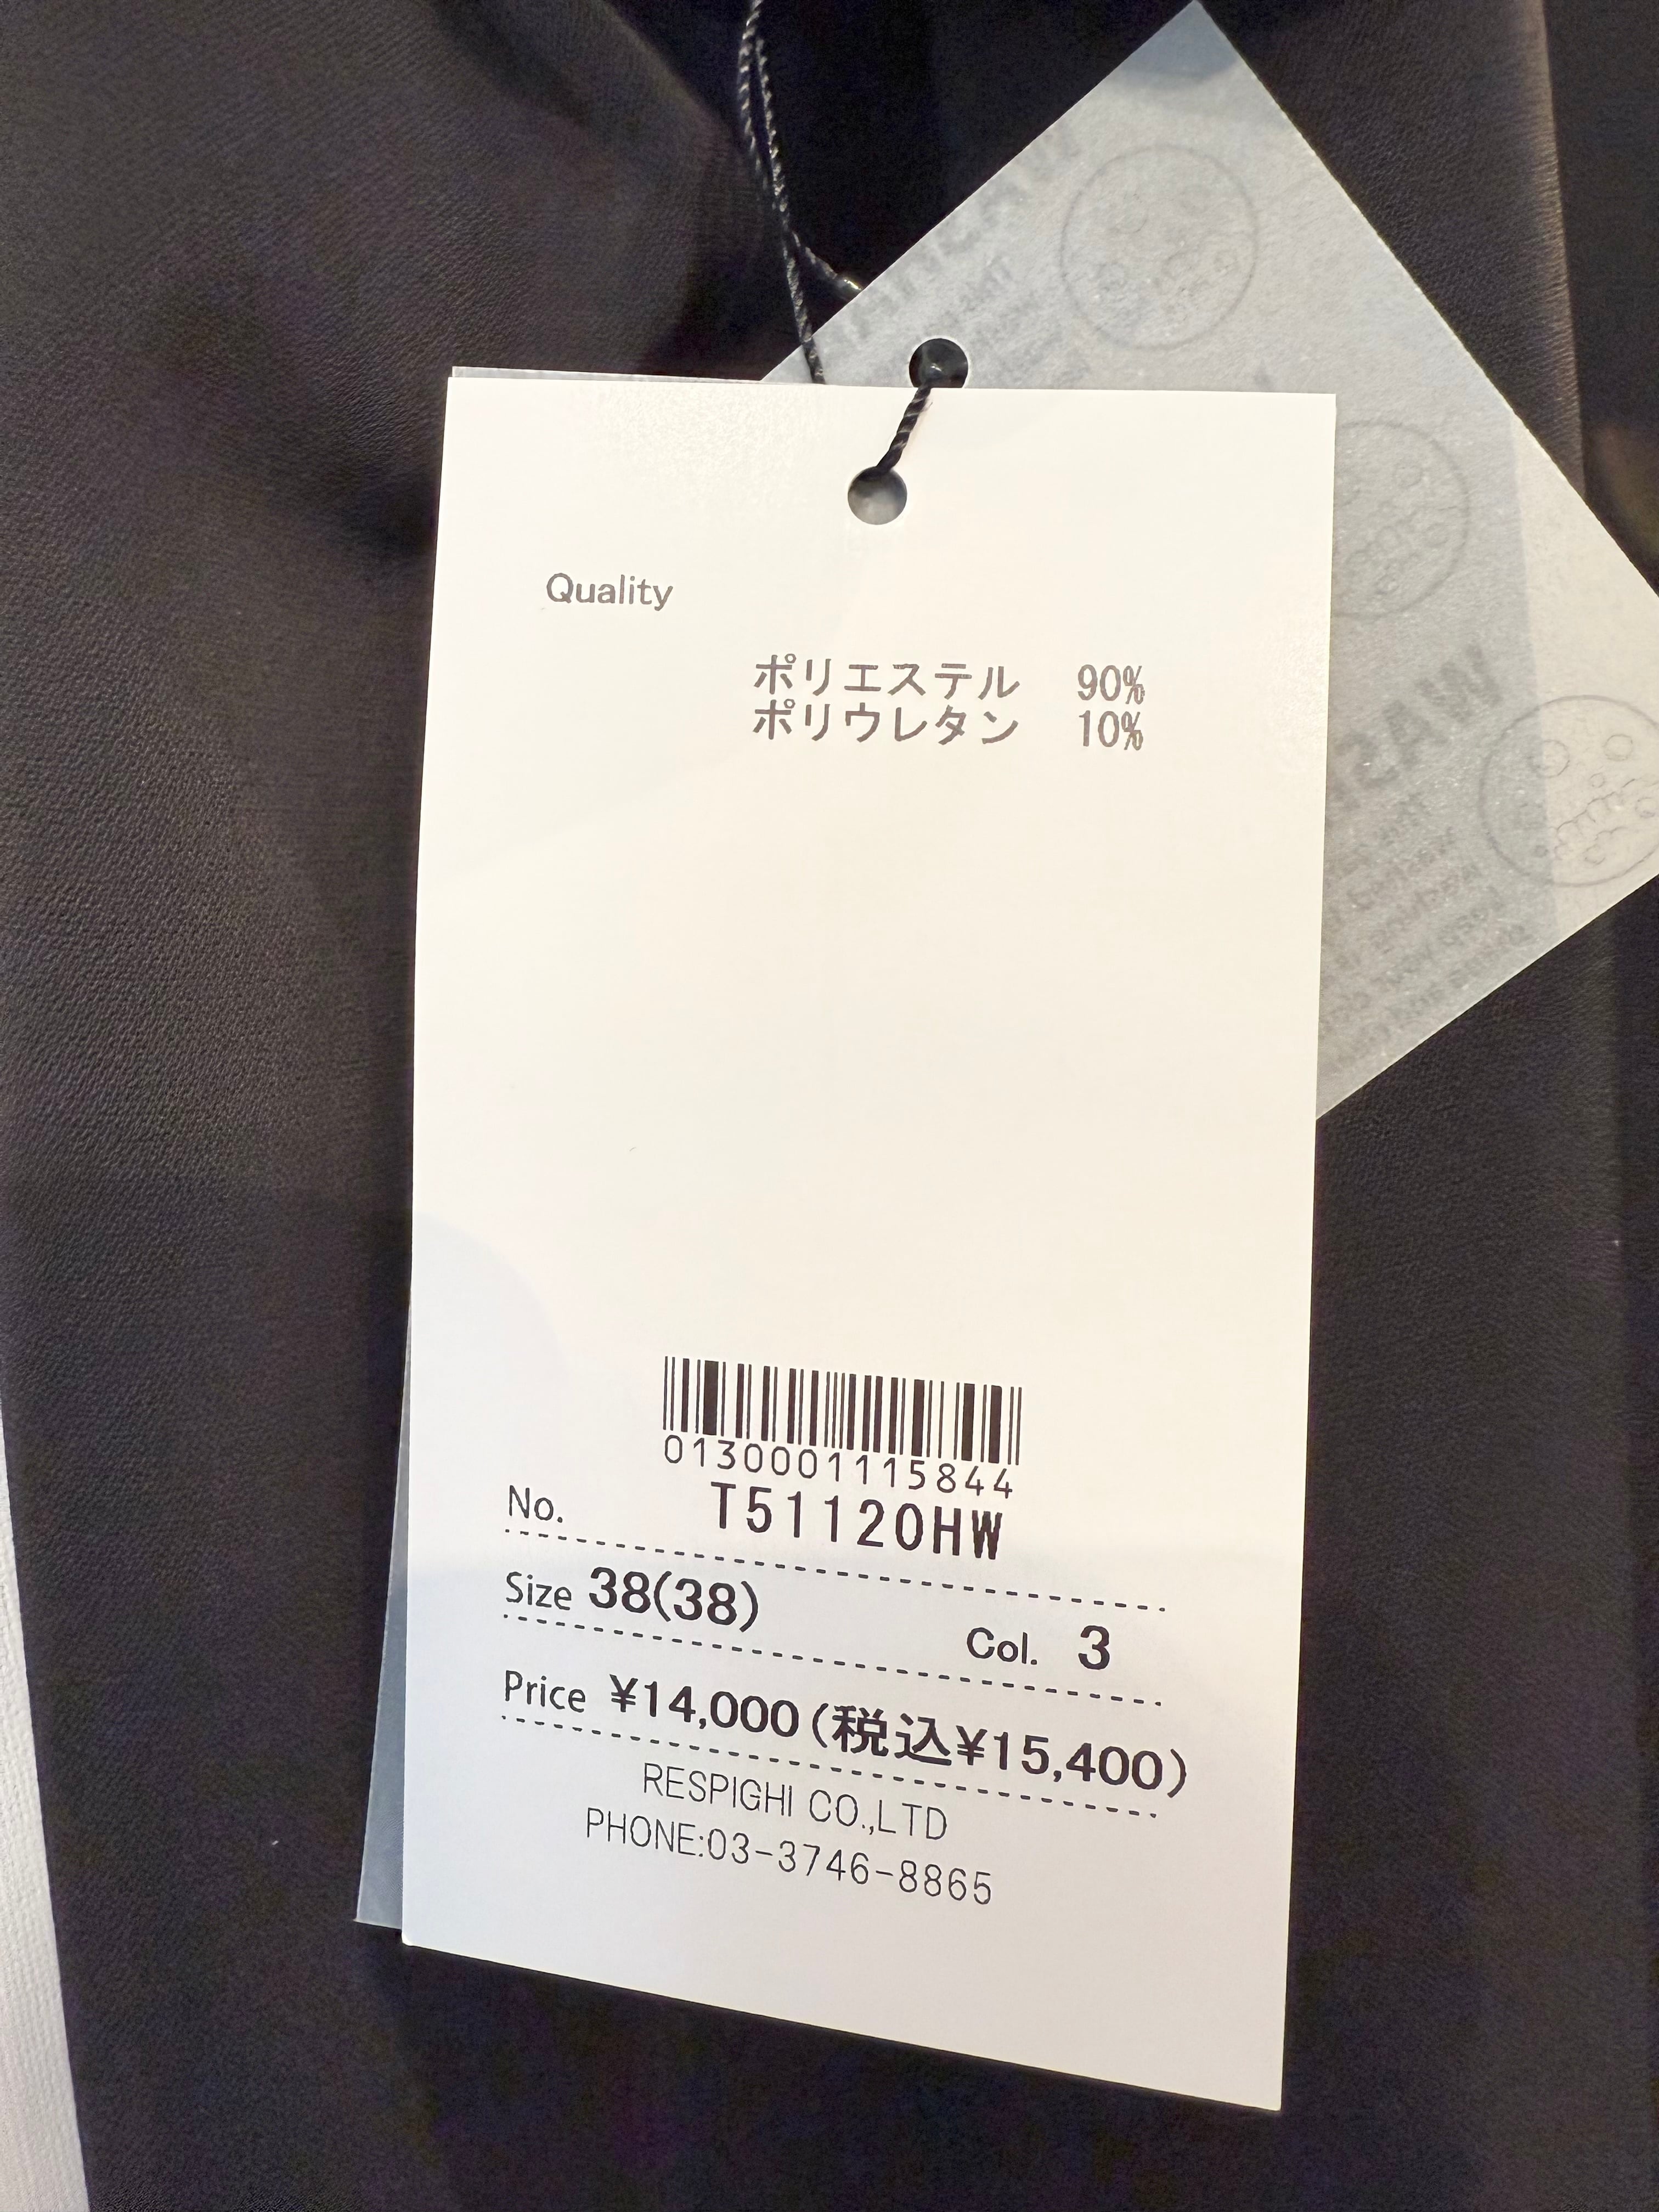 Quality
ポリエステル 90%
ポリウレタン 10%
0130001115844
No. T51120HW
Size 38(38) Col. 3
Price ¥14,000(税込¥15,400)
RESPIGHI CO.,LTD
PHONE:03-3746-8865